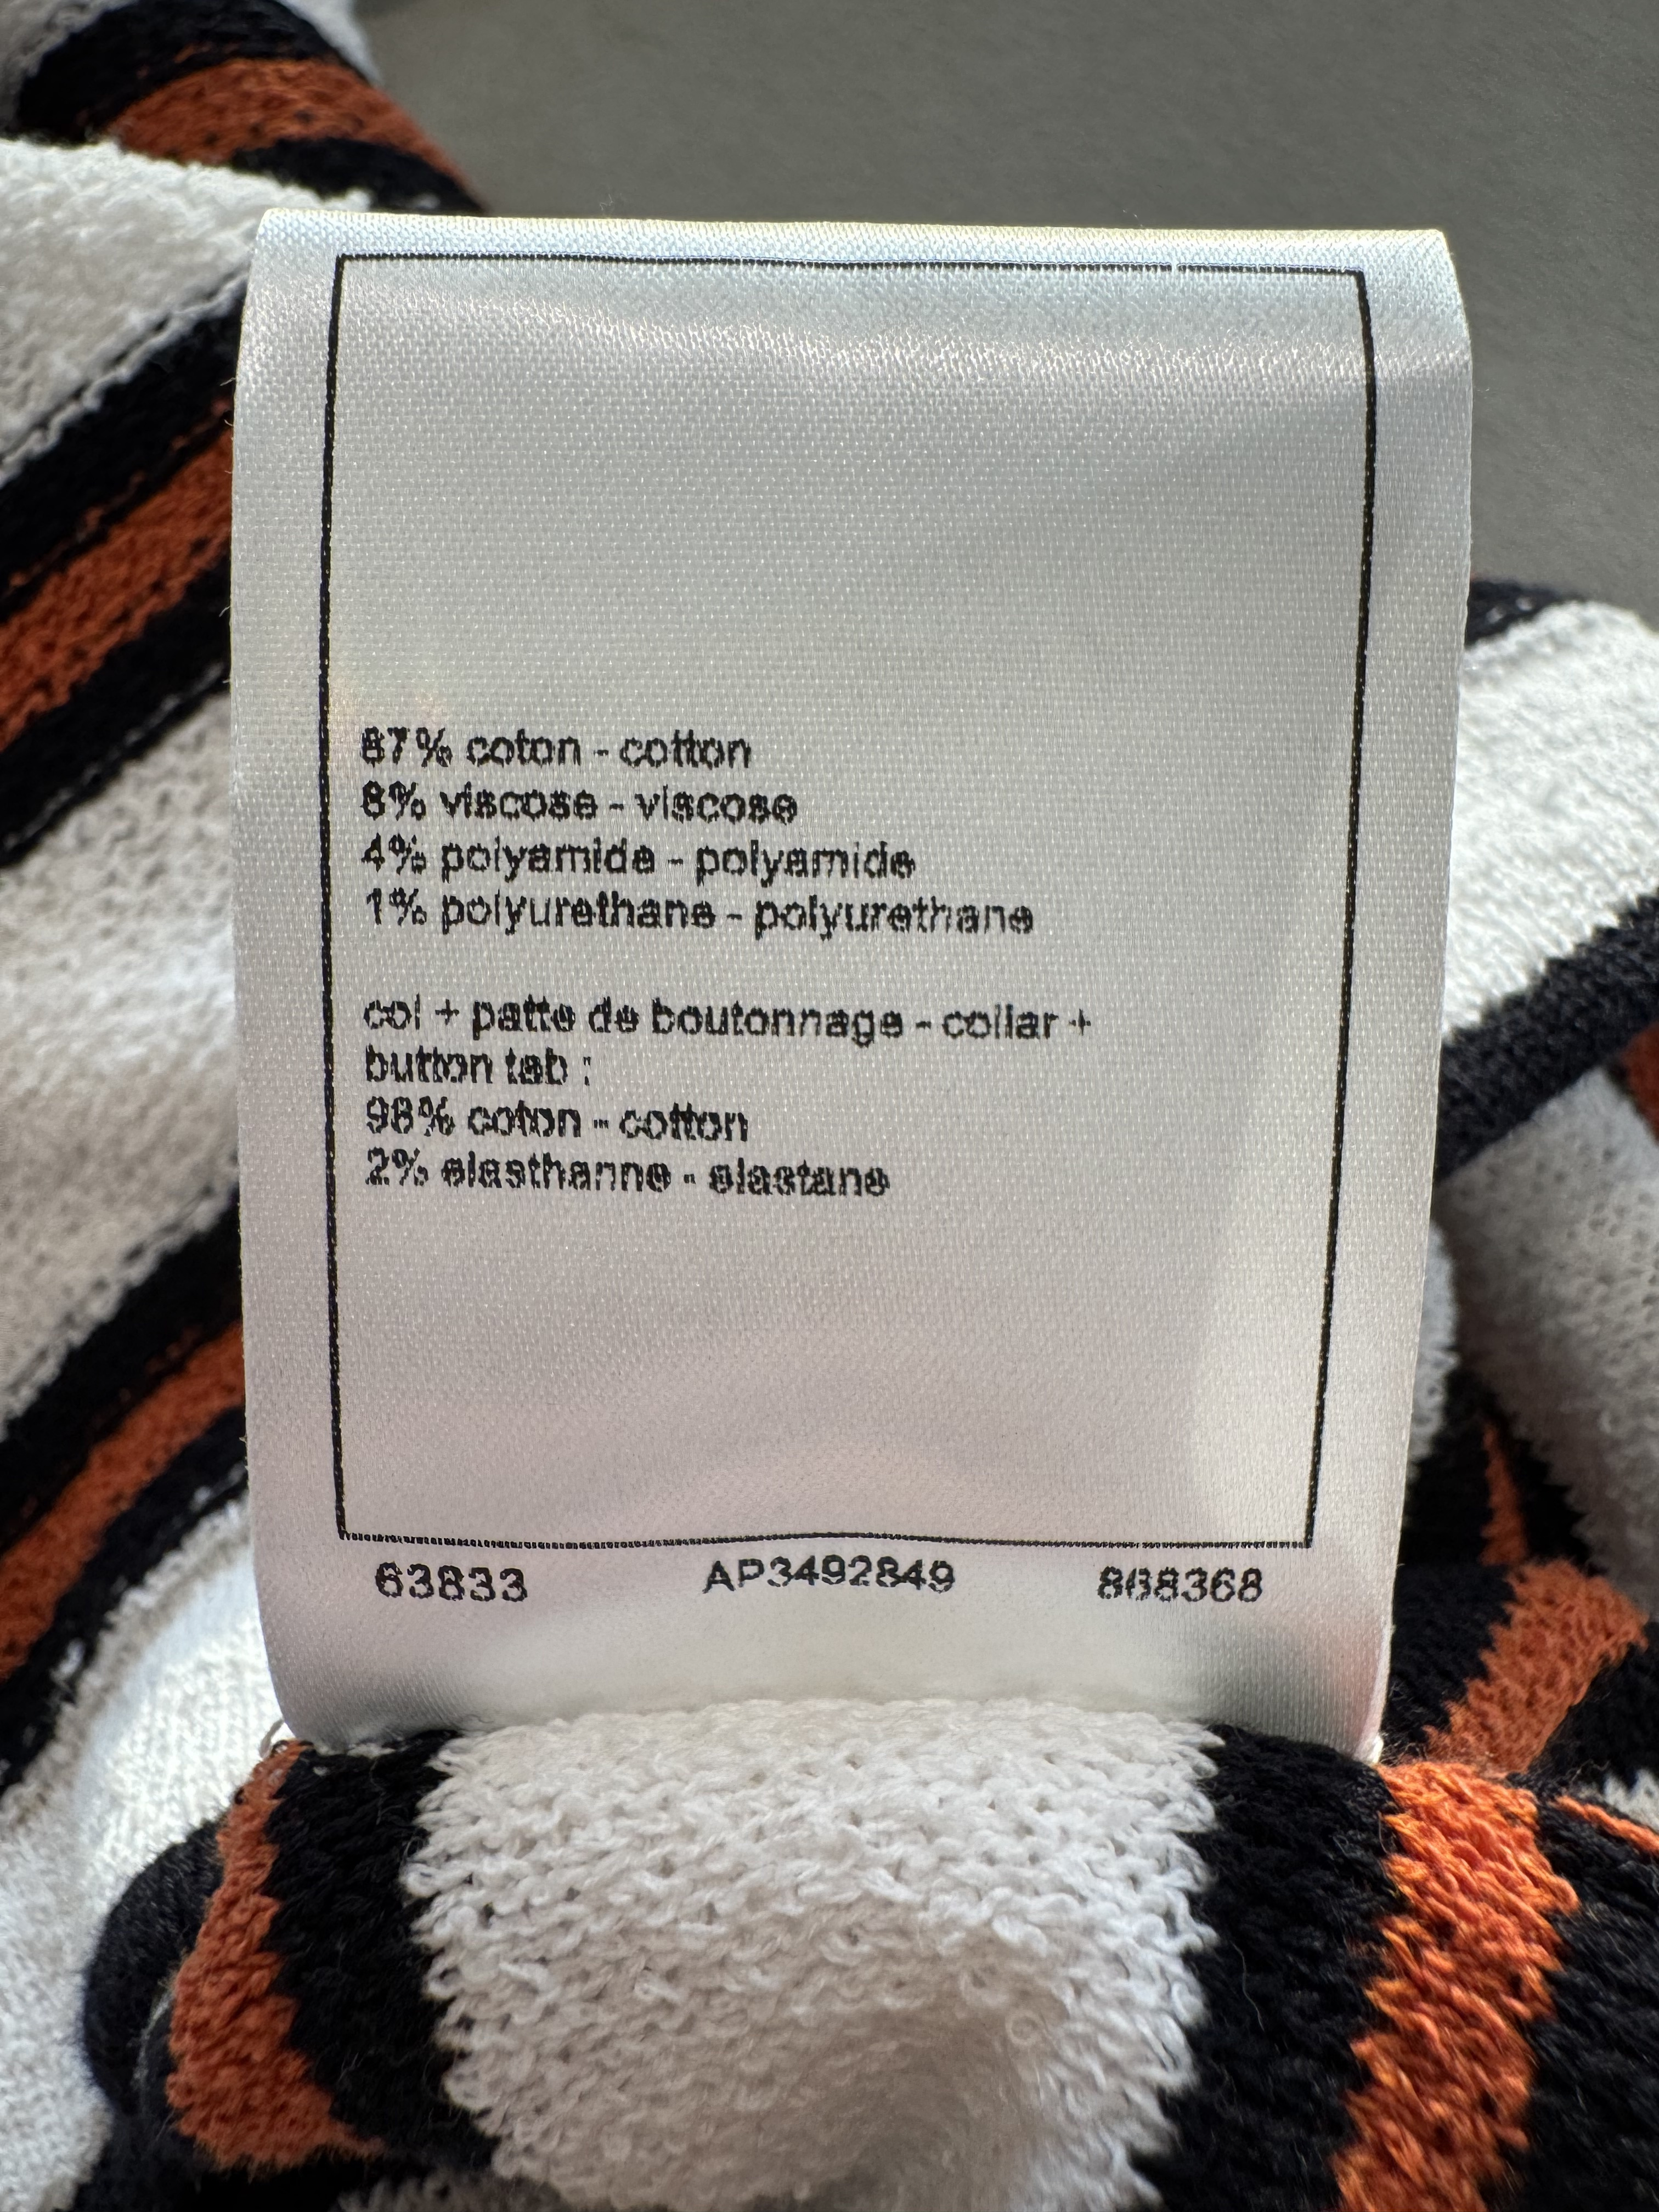 87% coton - cotton
8% viscose - viscose
4% polyamide - polyamide
1% polyurethane - polyurethane
col + patte de boutonnage - collar +
button tab :
98% coton - cotton
2% elasthanne - elastane
63833 AP3492849 868368